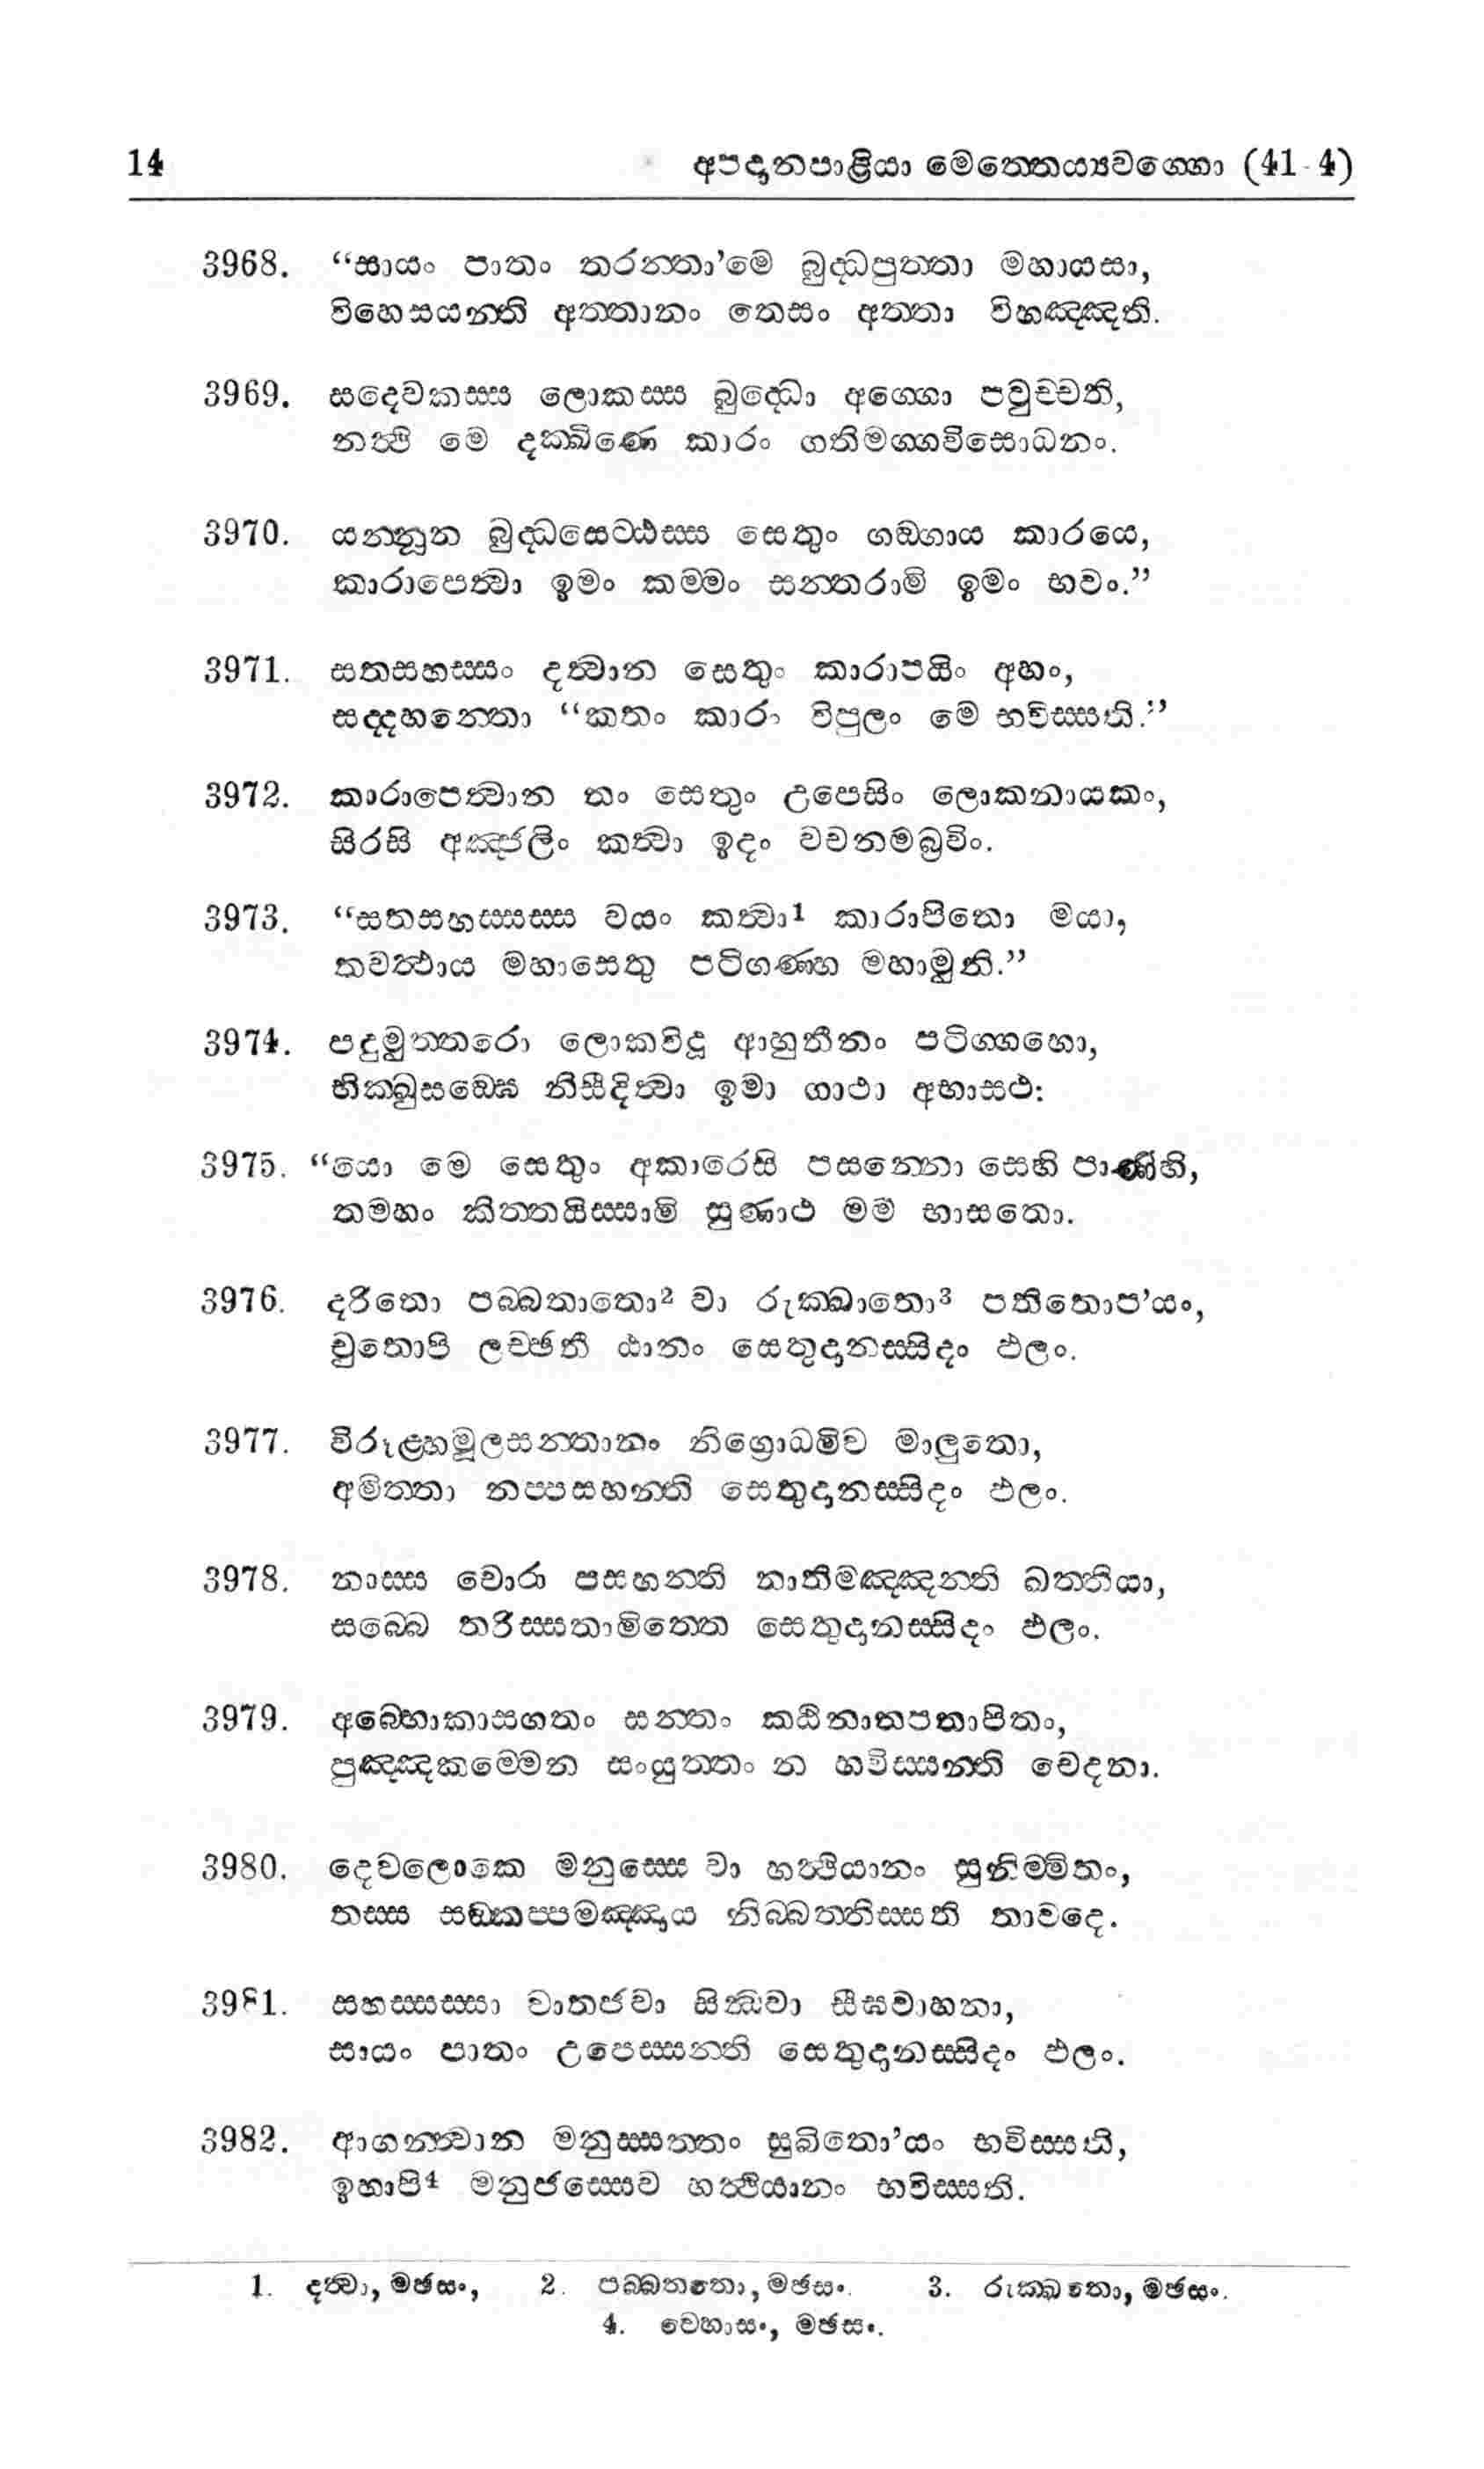 14 අපදානපාළියා මෙත්තෙය්‍යවග්ගො (41-4)
3968. “සායං පාතං තරන්තා’මෙ බුද්ධපුත්තා මහායසා,
විහෙසයන්ති අත්තානං තෙසං අත්තා විහඤ්ඤති.
3969. සදෙවකස්ස ලොකස්ස බුද්ධො අග්ගො පවුච්චති,
නත්ථි මෙ දක්ඛිණෙ කාරං ගතිමග්ගවිසොධනං.
3970. යන්නූන බුද්ධසෙට්ඨස්ස සෙතුං ගඞ්ගාය කාරයෙ,
කාරාපෙත්වා ඉමං කම්මං සන්තරාමි ඉමං භවං.”
3971. සතසහස්සං දත්වාන සෙතුං කාරාපයිං අහං,
සද්දහන්තො “කතං කාරං විපුලං මෙ භවිස්සති.”
3972. කාරාපෙත්වාන තං සෙතුං උපෙසිං ලොකනායකං,
සිරසි අඤ්ජලිං කත්වා ඉදං වචනමබ්‍රවිං.
3973. “සතසහස්සස්ස වයං කත්වා1 කාරාපිතො මයා,
තවත්ථාය මහාසෙතු පටිගණ්හ මහාමුනි.”
3974. පදුමුත්තරො ලොකවිදූ ආහුතීනං පටිග්ගහො,
භික්ඛුසඞ්ඝෙ නිසීදිත්වා ඉමා ගාථා අභාසථ:
3975. “යො මෙ සෙතුං අකාරෙසි පසන්නො සෙහි පාණීහි,
තමහං කිත්තයිස්සාමි සුණාථ මම භාසතො.
3976. දරිතො පබ්බතාතො2 වා රුක්ඛාතො3 පතිතොප’යං,
චුතොපි ලච්ඡතී ඨානං සෙතුදානස්සිදං ඵලං.
3977. විරූළ්හමූලසන්තානං නිග්‍රොධමිව මාලුතො,
අමිත්තා නප්පසහන්ති සෙතුදානස්සිදං ඵලං.
3978. නාස්ස චොරා පසහන්ති නාතිමඤ්ඤන්ති ඛත්තියා,
සබ්බෙ තරිස්සතාමිත්තෙ සෙතුදානස්සිදං ඵලං.
3979. අබ්භොකාසගතං සන්තං කඨිනාතපතාපිතං,
පුඤ්ඤකම්මෙන සංයුත්තං න භවිස්සන්ති වෙදනා.
3980. දෙවලොකෙ මනුස්සෙ වා හත්ථියානං සුනිම්මිතං,
තස්ස සඞ්කප්පමඤ්ඤාය නිබ්බත්තිස්සති තාවදෙ.
3981. සහස්සස්සා වාතජවා සින්ධවා සීඝවාහනා,
සායං පාතං උපෙස්සන්ති සෙතුදානස්සිදං ඵලං.
3982. ආගන්ත්වාන මනුස්සත්තං සුඛිතො’යං භවිස්සති,
ඉහාපි4 මනුජස්සෙව හත්ථියානං භවිස්සති.
1. දත්වා, මඡසං, 2. පබ්බතතො, මඡසං. 3. රුක්ඛතො, මඡසං.
4. වෙහාසං, මඡසං.